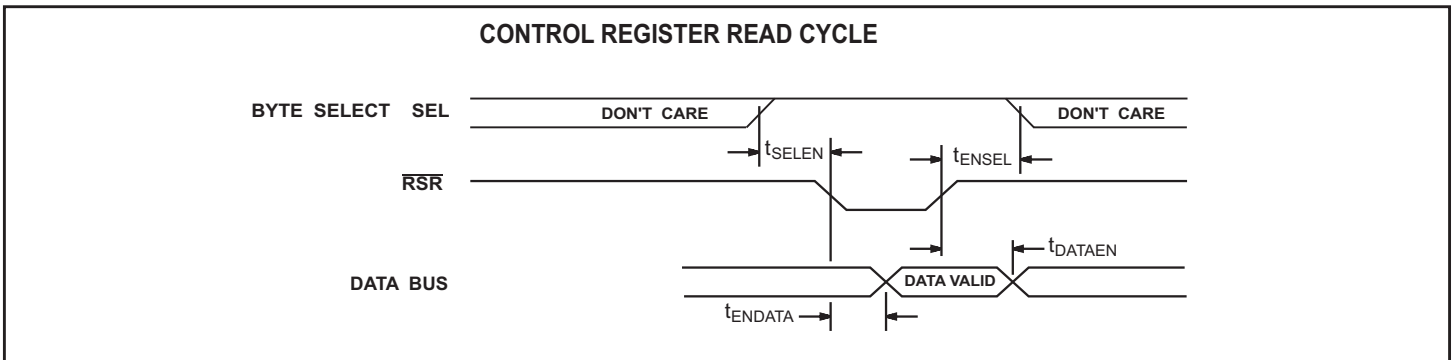 CONTROL REGISTER READ CYCLE
BYTE SELECT SEL
DON'T CARE
DON'T CARE
tSELEN
tENSEL
RSR
tDATAEN
DATA BUS
DATA VALID
tENDATA